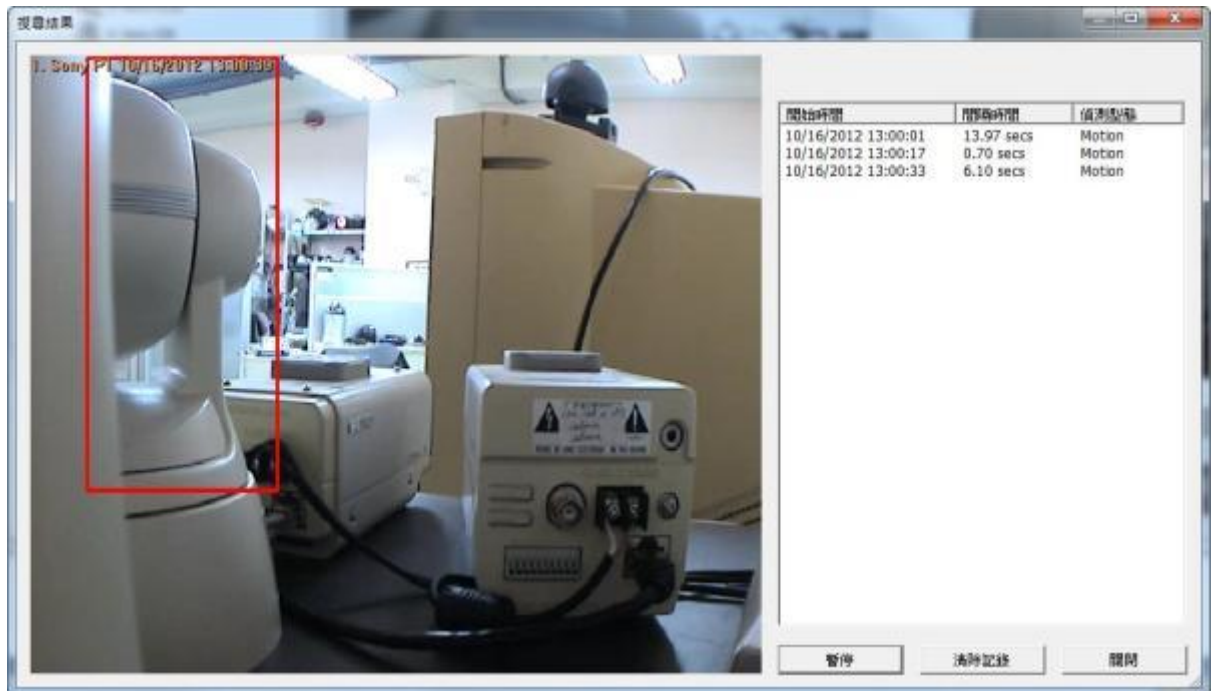 搜尋結果
1. Sony PT 10/16/2012 13:00:39
開始時間 間隔時間 偵測型態
10/16/2012 13:00:01 13.97 secs Motion
10/16/2012 13:00:17 0.70 secs Motion
10/16/2012 13:00:33 6.10 secs Motion
暫停 清除記錄 關閉